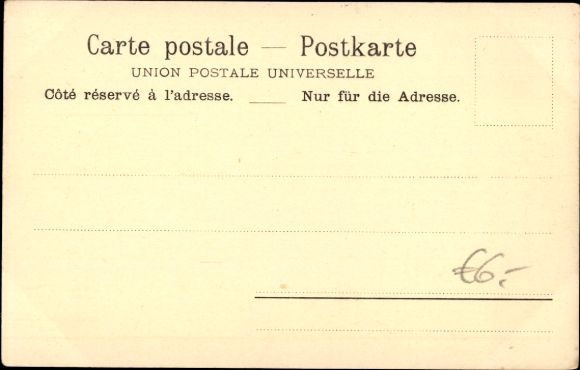 Carte postale — Postkarte
UNION POSTALE UNIVERSELLE
Côté réservé à l'adresse. — Nur für die Adresse.
€6,-